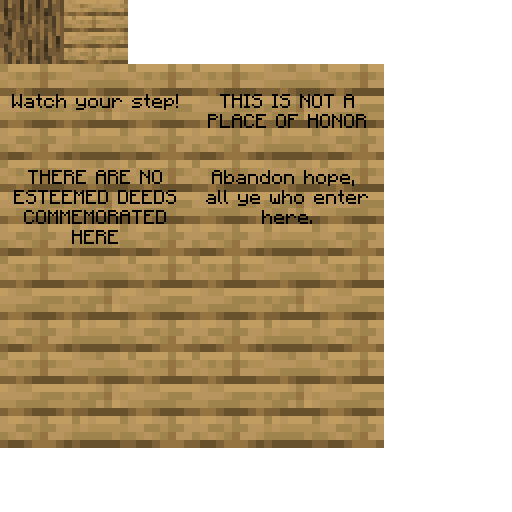 Watch your step!
THIS IS NOT A
PLACE OF HONOR
THERE ARE NO
ESTEEMED DEEDS
COMMEMORATED
HERE
Abandon hope,
all ye who enter
here.